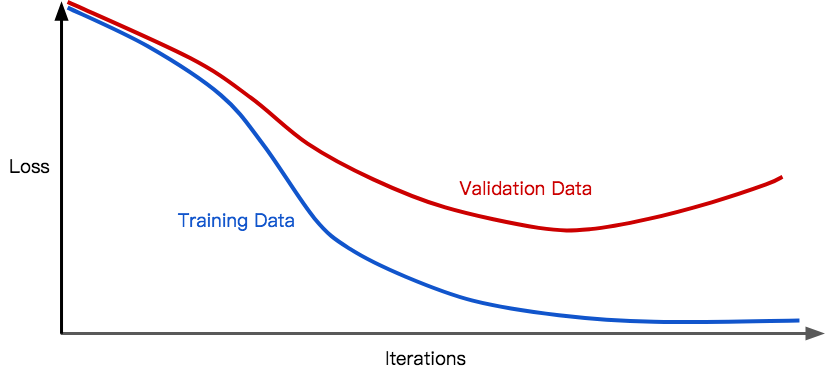 Loss
Validation Data
Training Data
Iterations